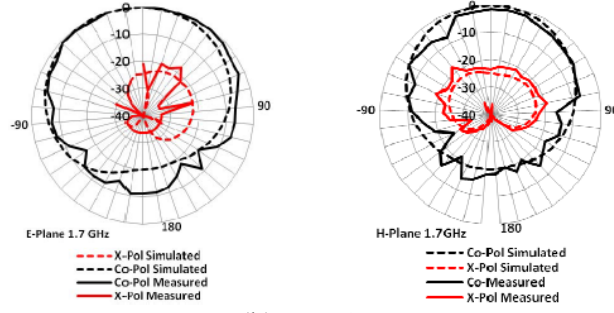 0
-10
-20
-30
-40
-90
90
180
E-Plane 1.7 GHz
X-Pol Simulated
Co-Pol Simulated
Co-Pol Measured
X-Pol Measured
0
-10
-20
-30
-40
-90
90
180
H-Plane 1.7GHz
Co-Pol Simulated
X-Pol Simulated
Co-Measured
X-Pol Measured